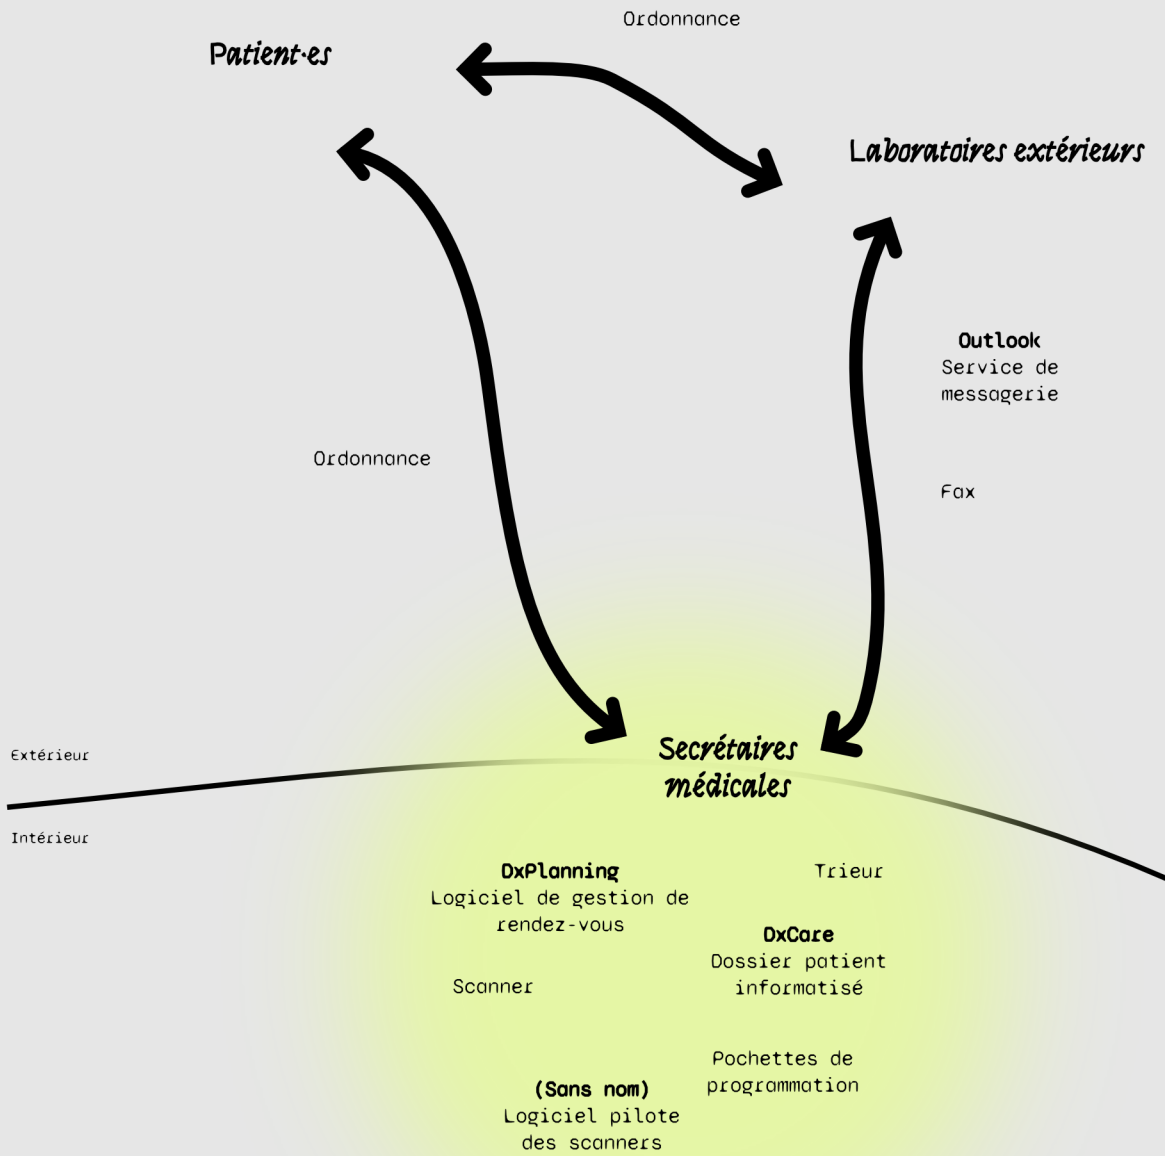 Ordonnance
Patient·es
Laboratoires extérieurs
Outlook
Service de
messagerie
Ordonnance
Fax
Secrétaires
médicales
Extérieur
Intérieur
DxPlanning
Logiciel de gestion de
rendez-vous
Trieur
DxCare
Dossier patient
informatisé
Scanner
Pochettes de
programmation
(Sans nom)
Logiciel pilote
des scanners